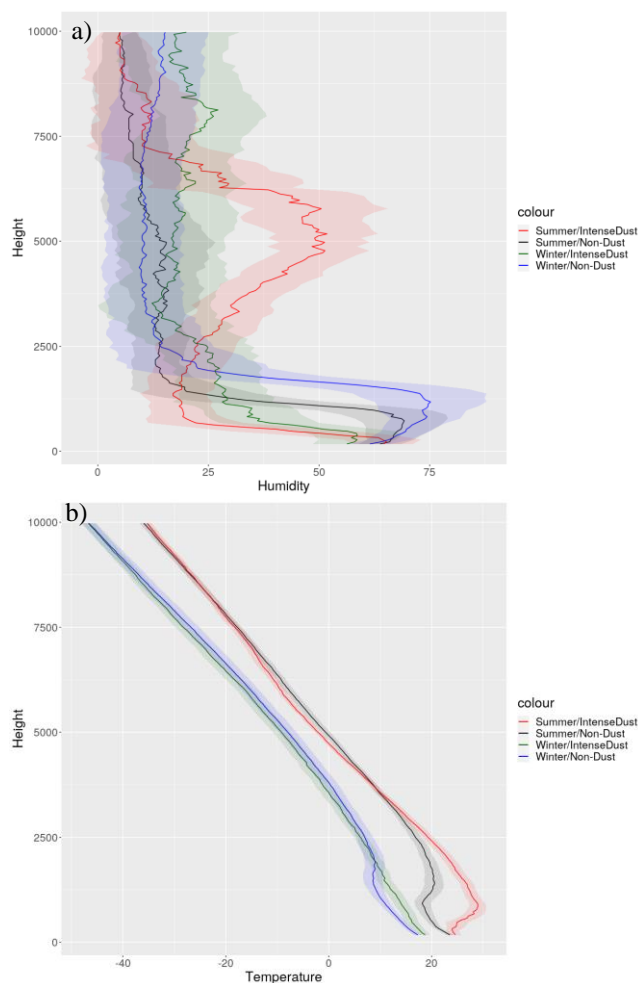 a)
10000
7500
5000
2500
0
Height
0 25 50 75
Humidity
colour
Summer/IntenseDust
Summer/Non-Dust
Winter/IntenseDust
Winter/Non-Dust
b)
10000
7500
5000
2500
0
Height
-40 -20 0 20
Temperature
colour
Summer/IntenseDust
Summer/Non-Dust
Winter/IntenseDust
Winter/Non-Dust